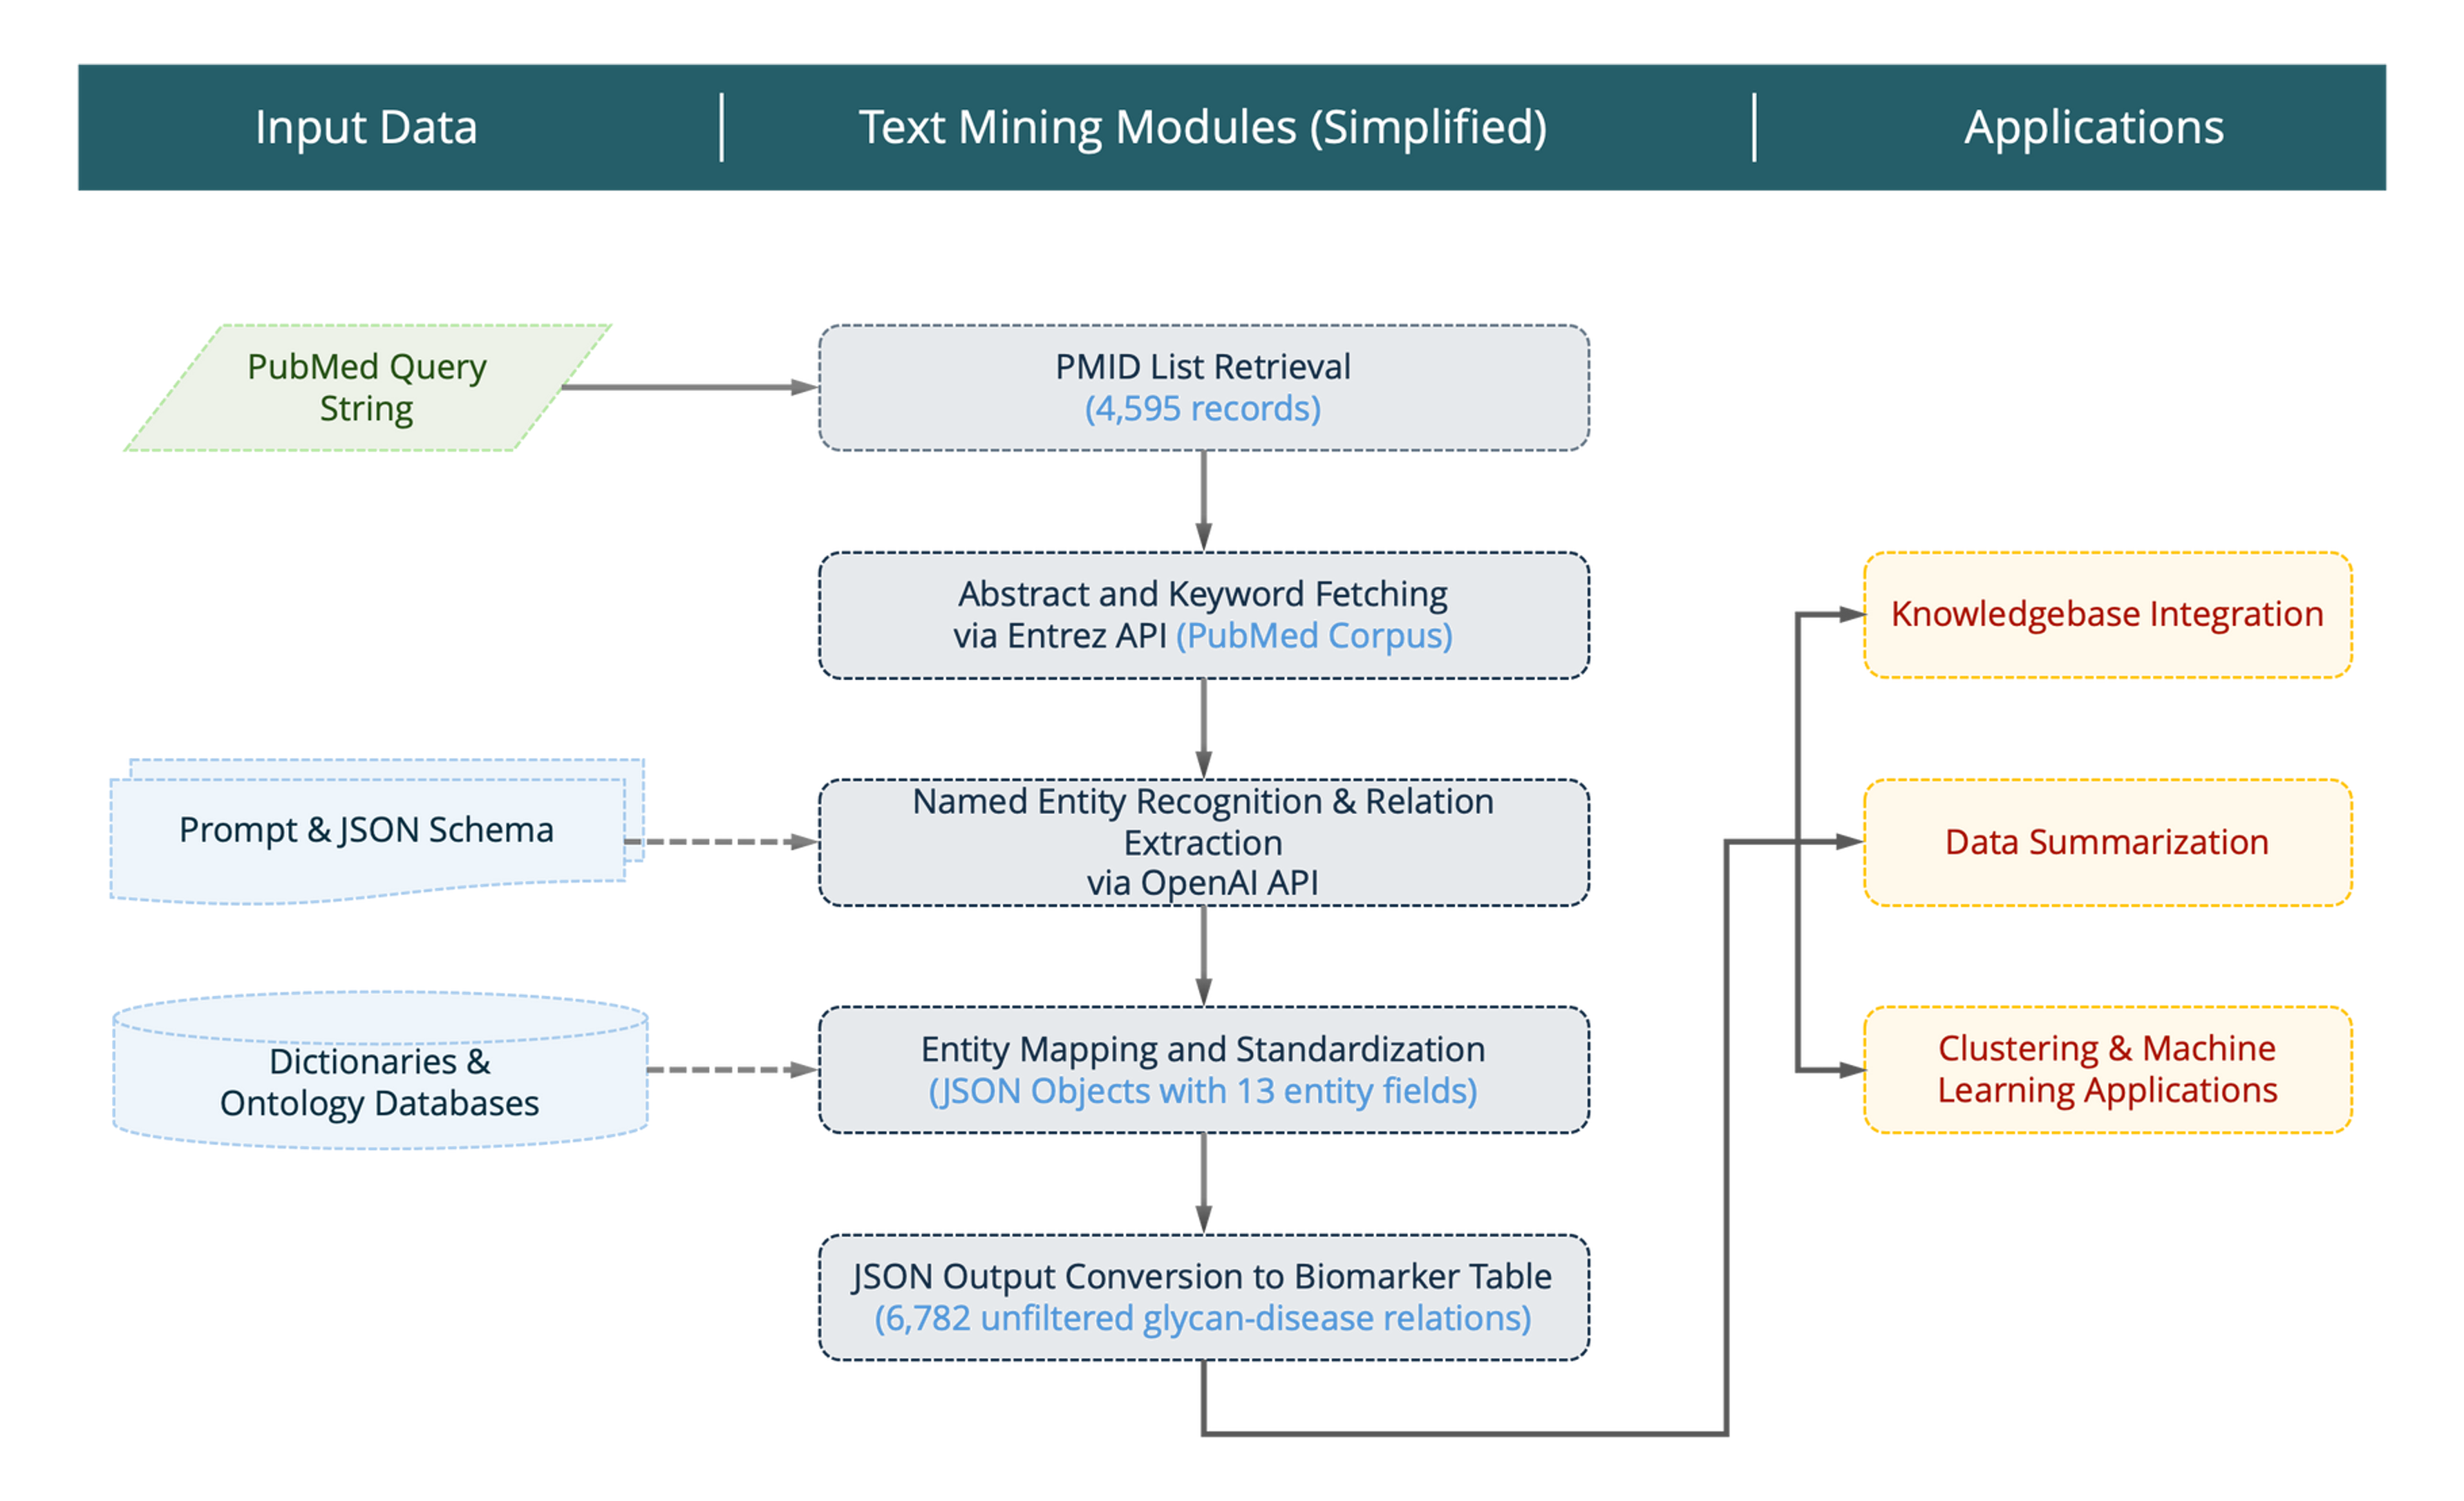 Input Data
Text Mining Modules (Simplified)
Applications
PubMed Query
String
PMID List Retrieval
(4,595 records)
Abstract and Keyword Fetching
via Entrez API (PubMed Corpus)
Knowledgebase Integration
Prompt & JSON Schema
Named Entity Recognition & Relation
Extraction
via OpenAI API
Data Summarization
Dictionaries &
Ontology Databases
Entity Mapping and Standardization
(JSON Objects with 13 entity fields)
Clustering & Machine
Learning Applications
JSON Output Conversion to Biomarker Table
(6,782 unfiltered glycan-disease relations)